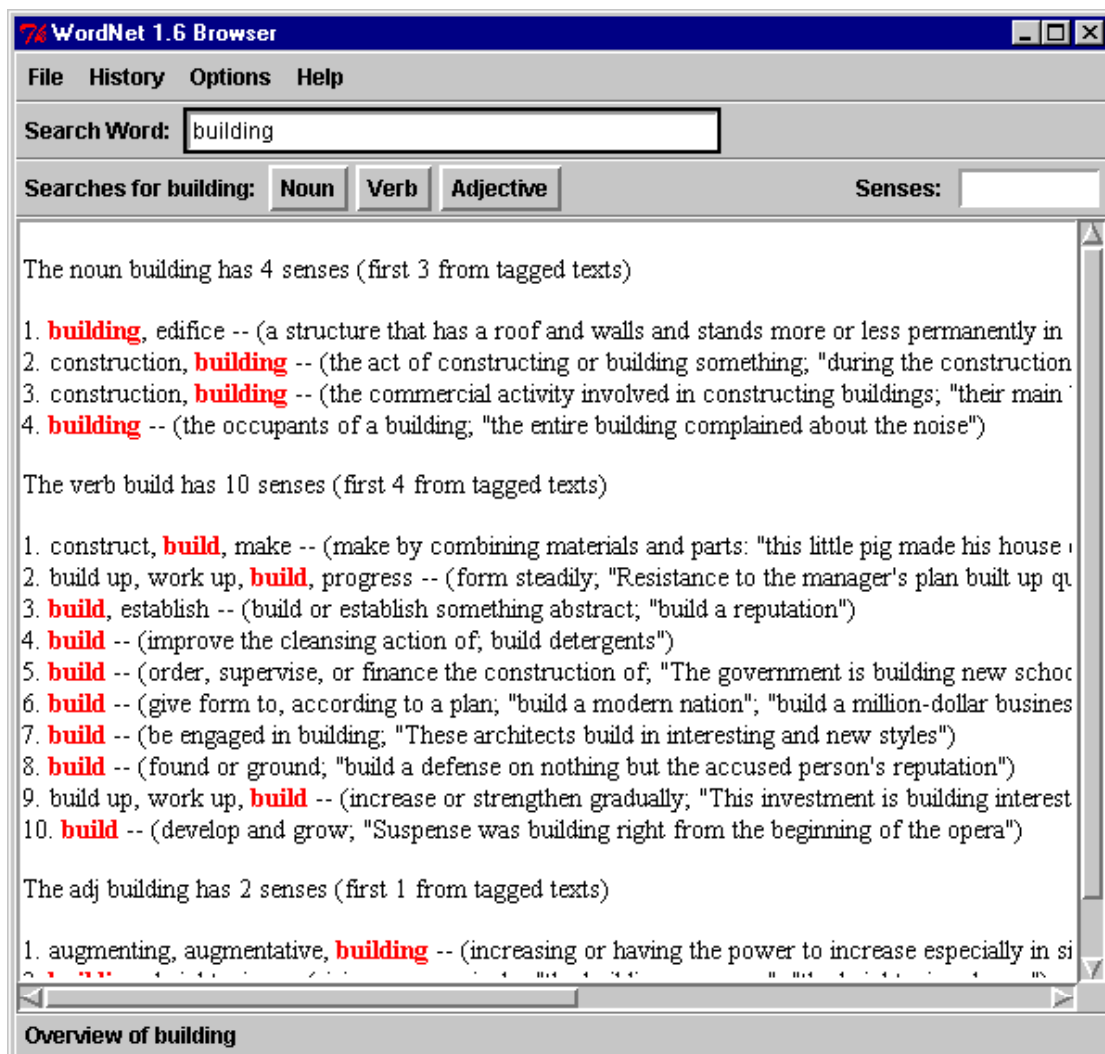 WordNet 1.6 Browser
File History Options Help
Search Word: building
Searches for building: Noun Verb Adjective Senses:
The noun building has 4 senses (first 3 from tagged texts)
1. building, edifice -- (a structure that has a roof and walls and stands more or less permanently in
2. construction, building -- (the act of constructing or building something; "during the construction
3. construction, building -- (the commercial activity involved in constructing buildings; "their main
4. building -- (the occupants of a building; "the entire building complained about the noise")
The verb build has 10 senses (first 4 from tagged texts)
1. construct, build, make -- (make by combining materials and parts: "this little pig made his house
2. build up, work up, build, progress -- (form steadily; "Resistance to the manager's plan built up qu
3. build, establish -- (build or establish something abstract; "build a reputation")
4. build -- (improve the cleansing action of; build detergents")
5. build -- (order, supervise, or finance the construction of; "The government is building new schoo
6. build -- (give form to, according to a plan; "build a modern nation"; "build a million-dollar busines
7. build -- (be engaged in building; "These architects build in interesting and new styles")
8. build -- (found or ground; "build a defense on nothing but the accused person's reputation")
9. build up, work up, build -- (increase or strengthen gradually; "This investment is building interest
10. build -- (develop and grow; "Suspense was building right from the beginning of the opera")
The adj building has 2 senses (first 1 from tagged texts)
1. augmenting, augmentative, building -- (increasing or having the power to increase especially in si
Overview of building